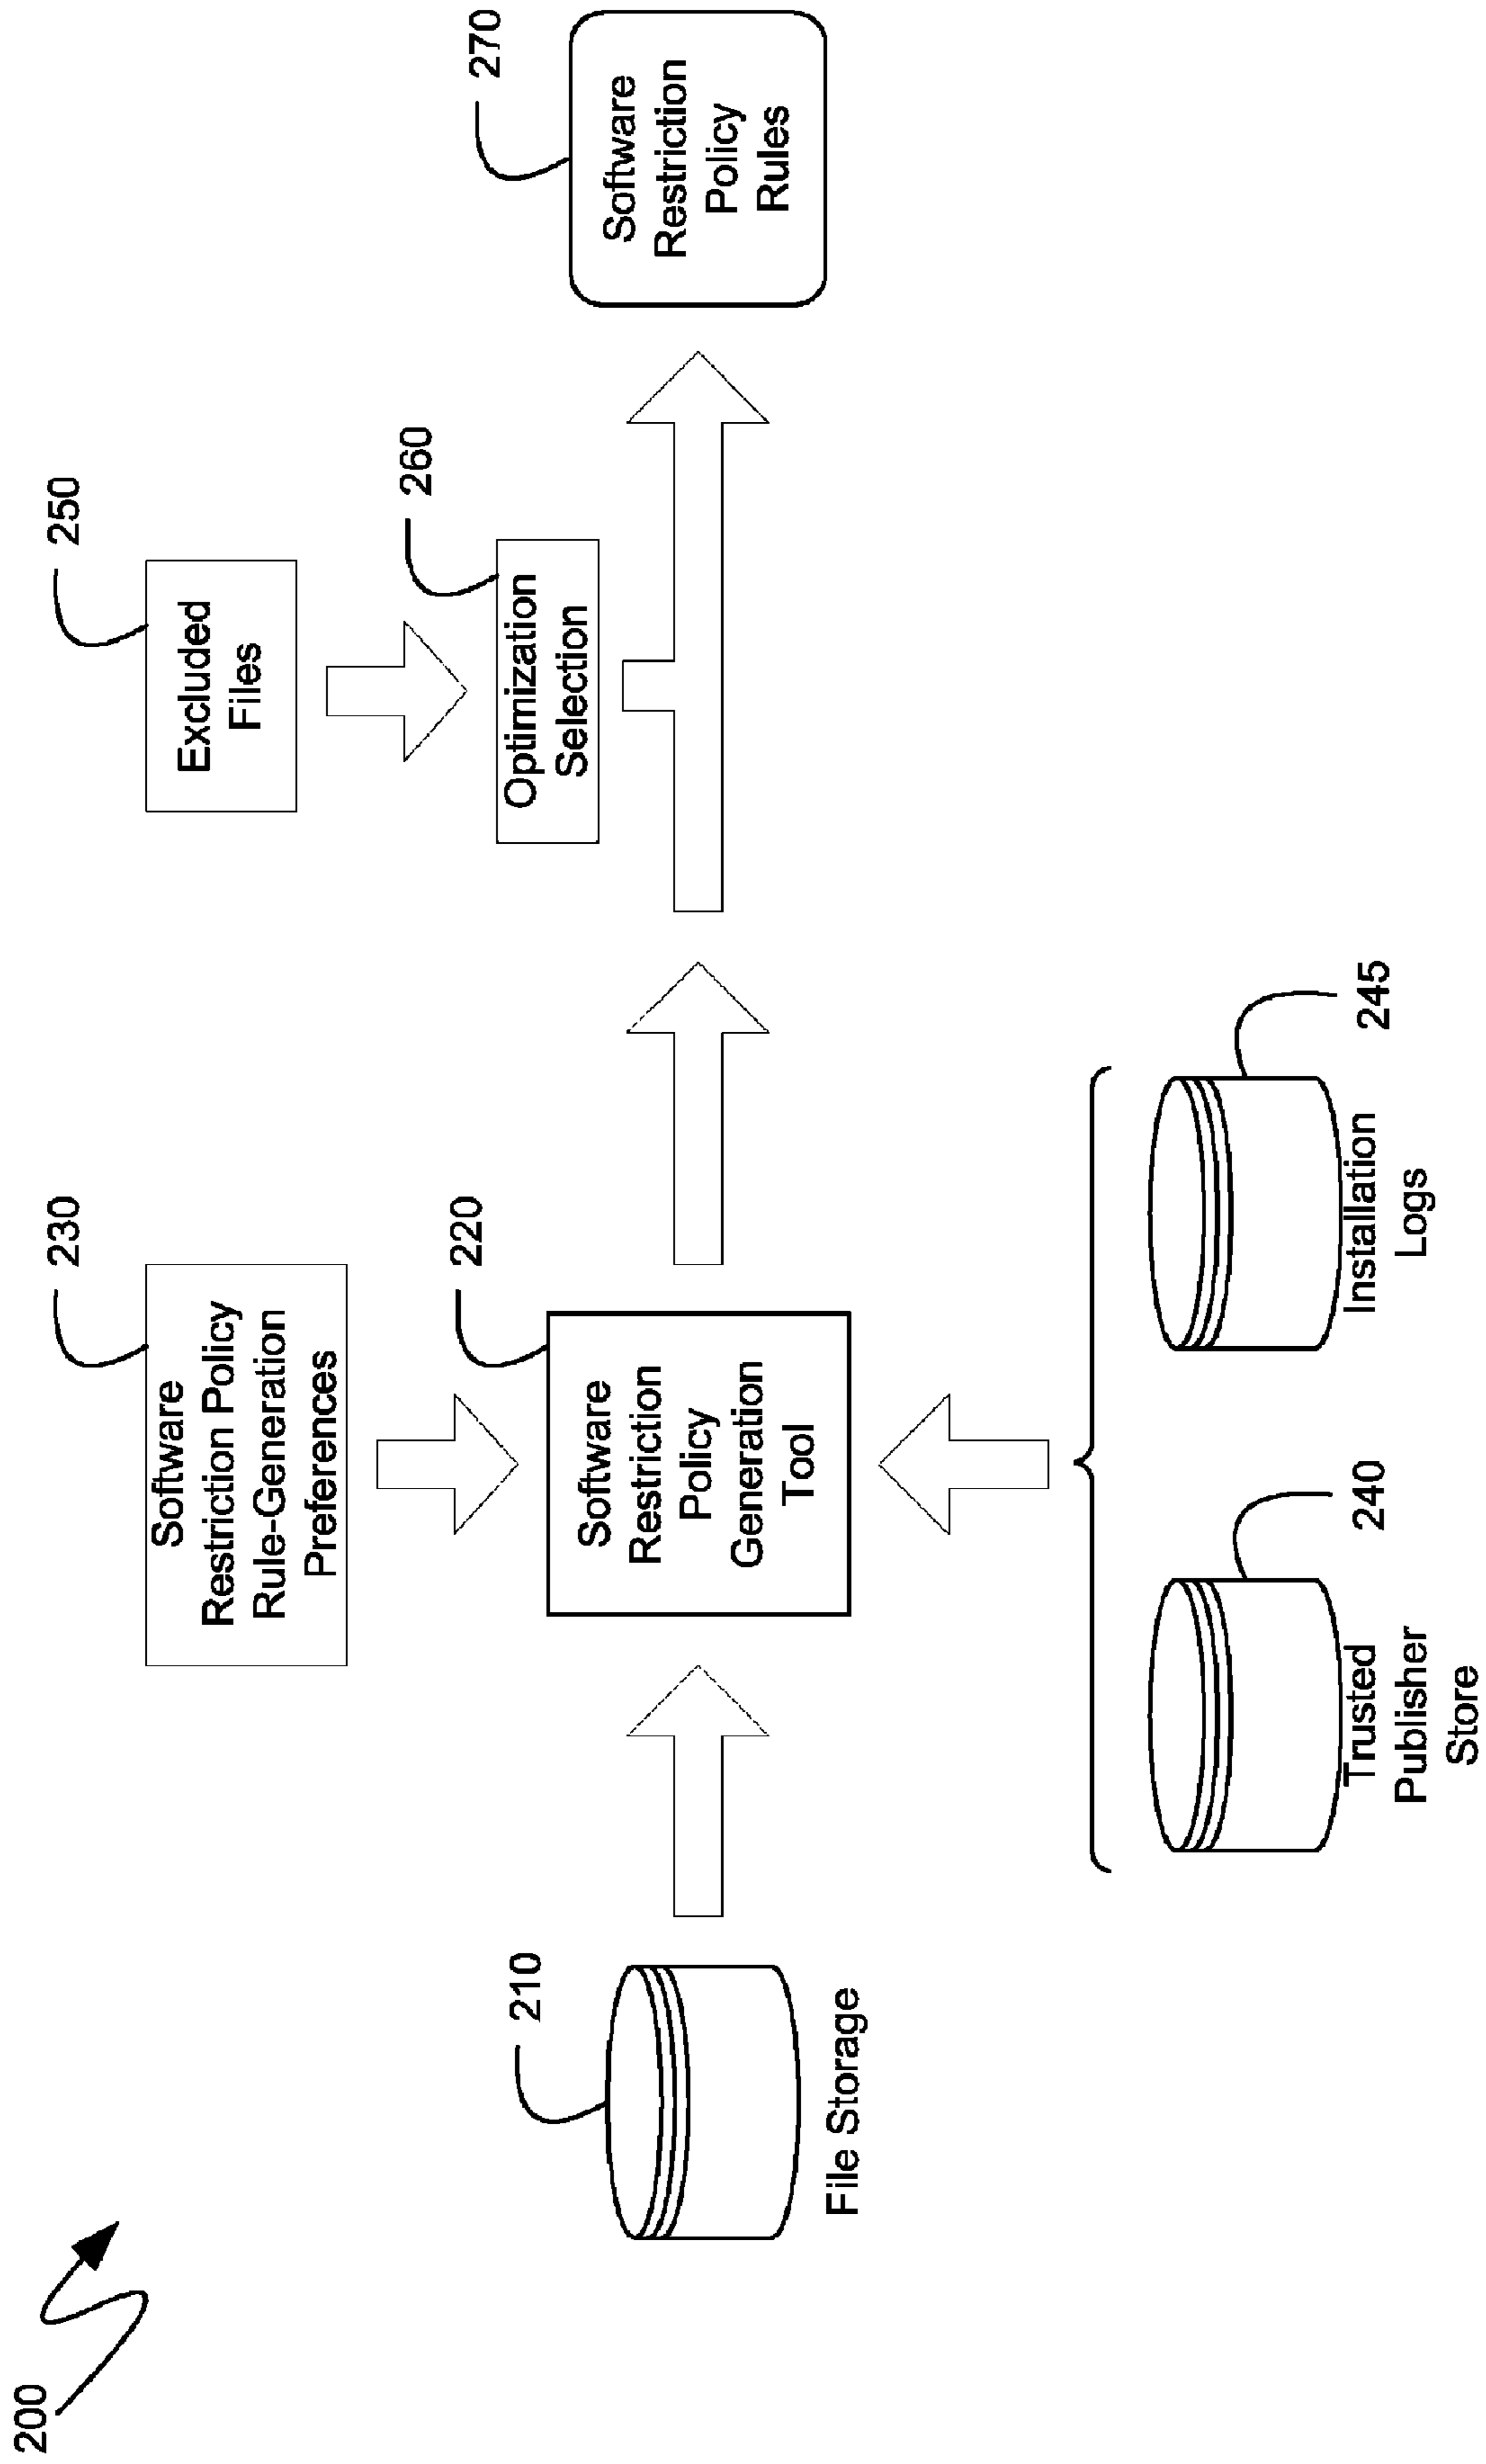 200
230
Software
Restriction Policy
Rule-Generation
Preferences
250
Excluded
Files
260
Optimization
Selection
210
File Storage
220
Software
Restriction
Policy
Generation
Tool
270
Software
Restriction
Policy
Rules
240
Trusted
Publisher
Store
245
Installation
Logs